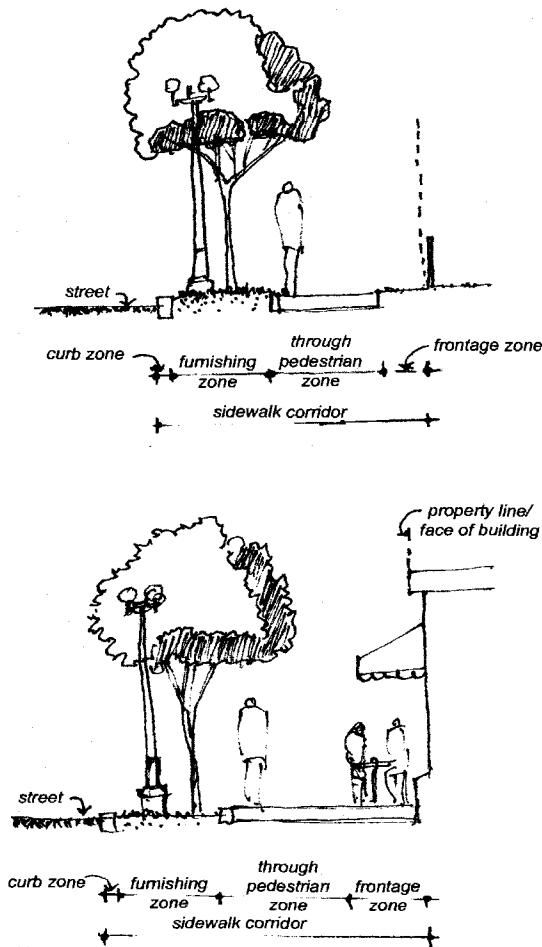 street
curb zone
furnishing
zone
through
pedestrian
zone
frontage zone
sidewalk corridor
property line/
face of building
street
curb zone
furnishing
zone
through
pedestrian
zone
frontage
zone
sidewalk corridor